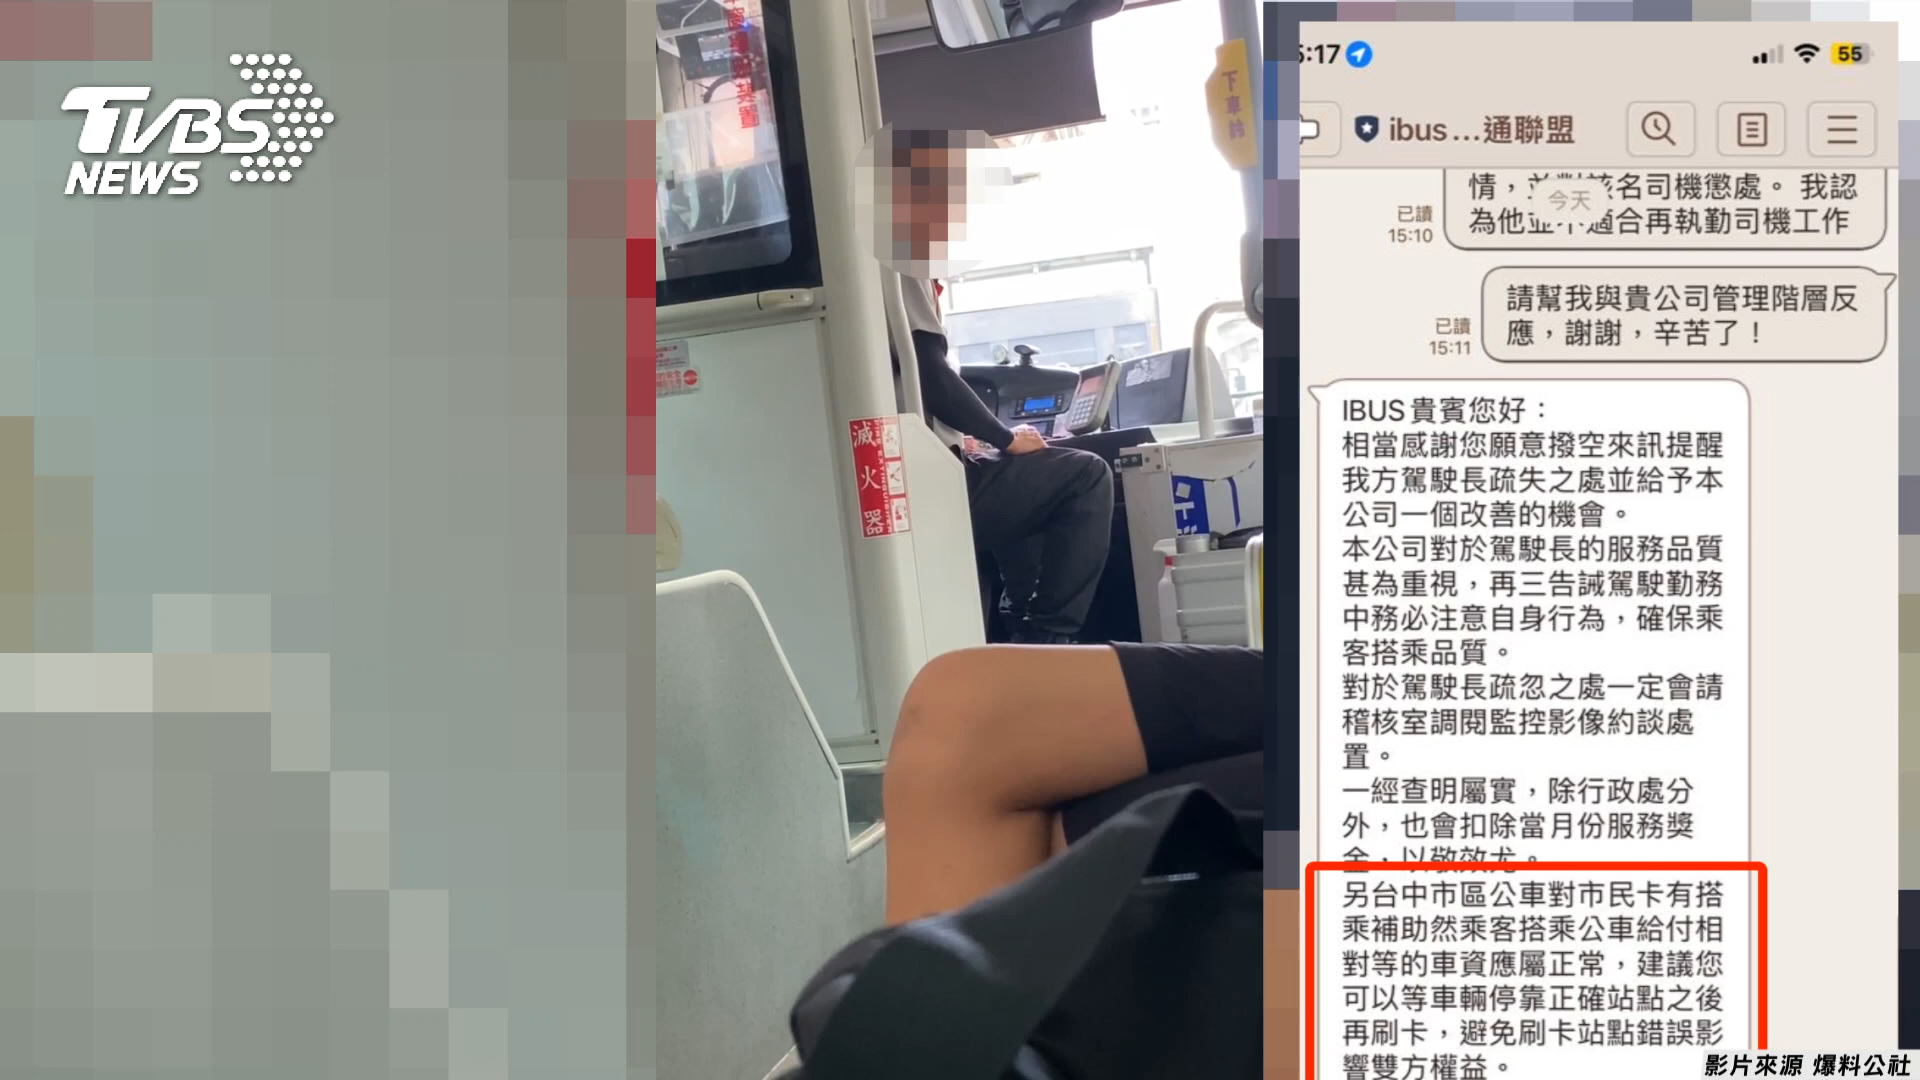 TVBS
NEWS
下車鈴
滅火器
FIRE EXTINGUISHER
5:17
55
ibus...通聯盟
今天
司機懲處。 我認
適合再執勤司機工作
已讀
15:10
請幫我與貴公司管理階層反
應，謝謝，辛苦了！
已讀
15:11
IBUS貴賓您好：
相當感謝您願意撥空來訊提醒
我方駕駛長疏失之處並給予本
公司一個改善的機會。
本公司對於駕駛長的服務品質
甚為重視，再三告誡駕駛勤務
中務必注意自身行為，確保乘
客搭乘品質。
對於駕駛長疏忽之處一定會請
稽核室調閱監控影像約談處
置。
一經查明屬實，除行政處分
外，也會扣除當月份服務獎
金，以敬效尤。
另台中市區公車對市民卡有搭
乘補助然乘客搭乘公車給付相
對等的車資應屬正常，建議您
可以等車輛停靠正確站點之後
再刷卡，避免刷卡站點錯誤影
響雙方權益。
影片來源 爆料公社